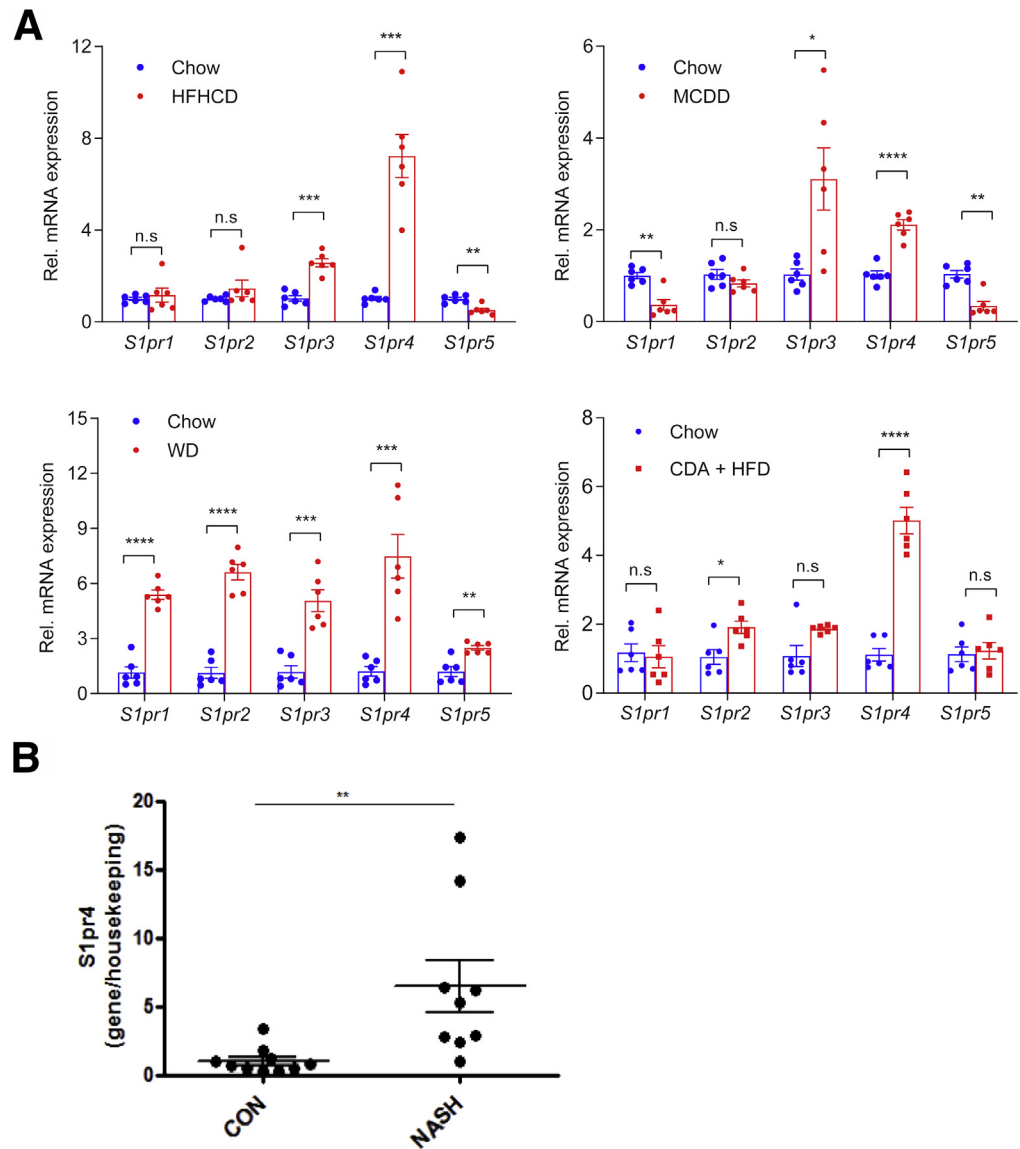 A
Rel. mRNA expression
12
8
4
0
Chow
HFHCD
n.s
n.s
***
***
**
S1pr1 S1pr2 S1pr3 S1pr4 S1pr5
Rel. mRNA expression
6
4
2
0
Chow
MCDD
**
n.s
*
****
**
S1pr1 S1pr2 S1pr3 S1pr4 S1pr5
Rel. mRNA expression
15
12
9
6
3
0
Chow
WD
****
****
***
***
**
S1pr1 S1pr2 S1pr3 S1pr4 S1pr5
Rel. mRNA expression
8
6
4
2
0
Chow
CDA + HFD
n.s
*
n.s
****
n.s
S1pr1 S1pr2 S1pr3 S1pr4 S1pr5
B
S1pr4
(gene/housekeeping)
20
15
10
5
0
**
CON
NASH